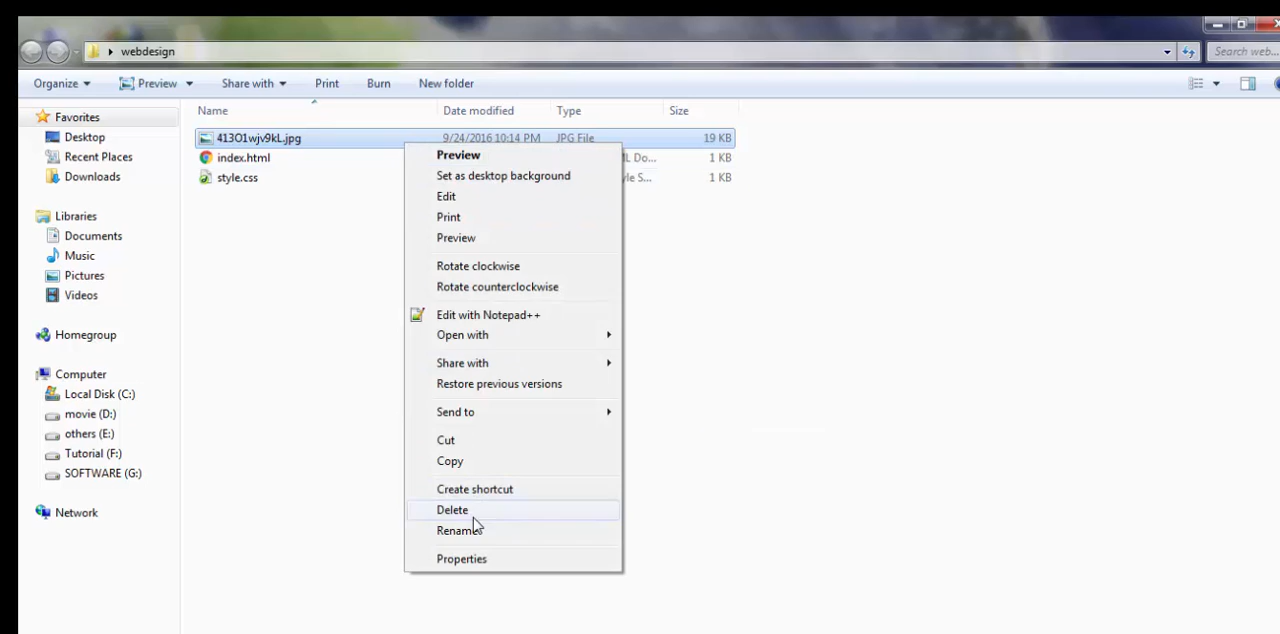 webdesign
Search web...
Organize
Preview
Share with
Print
Burn
New folder
Favorites
Desktop
Recent Places
Downloads
Libraries
Documents
Music
Pictures
Videos
Homegroup
Computer
Local Disk (C:)
movie (D:)
others (E:)
Tutorial (F:)
SOFTWARE (G:)
Network
Name Date modified Type Size
413O1wjv9kL.jpg 9/24/2016 10:14 PM JPG File 19 KB
index.html ML Do... 1 KB
style.css yle S... 1 KB
Preview
Set as desktop background
Edit
Print
Preview
Rotate clockwise
Rotate counterclockwise
Edit with Notepad++
Open with
Share with
Restore previous versions
Send to
Cut
Copy
Create shortcut
Delete
Rename
Properties